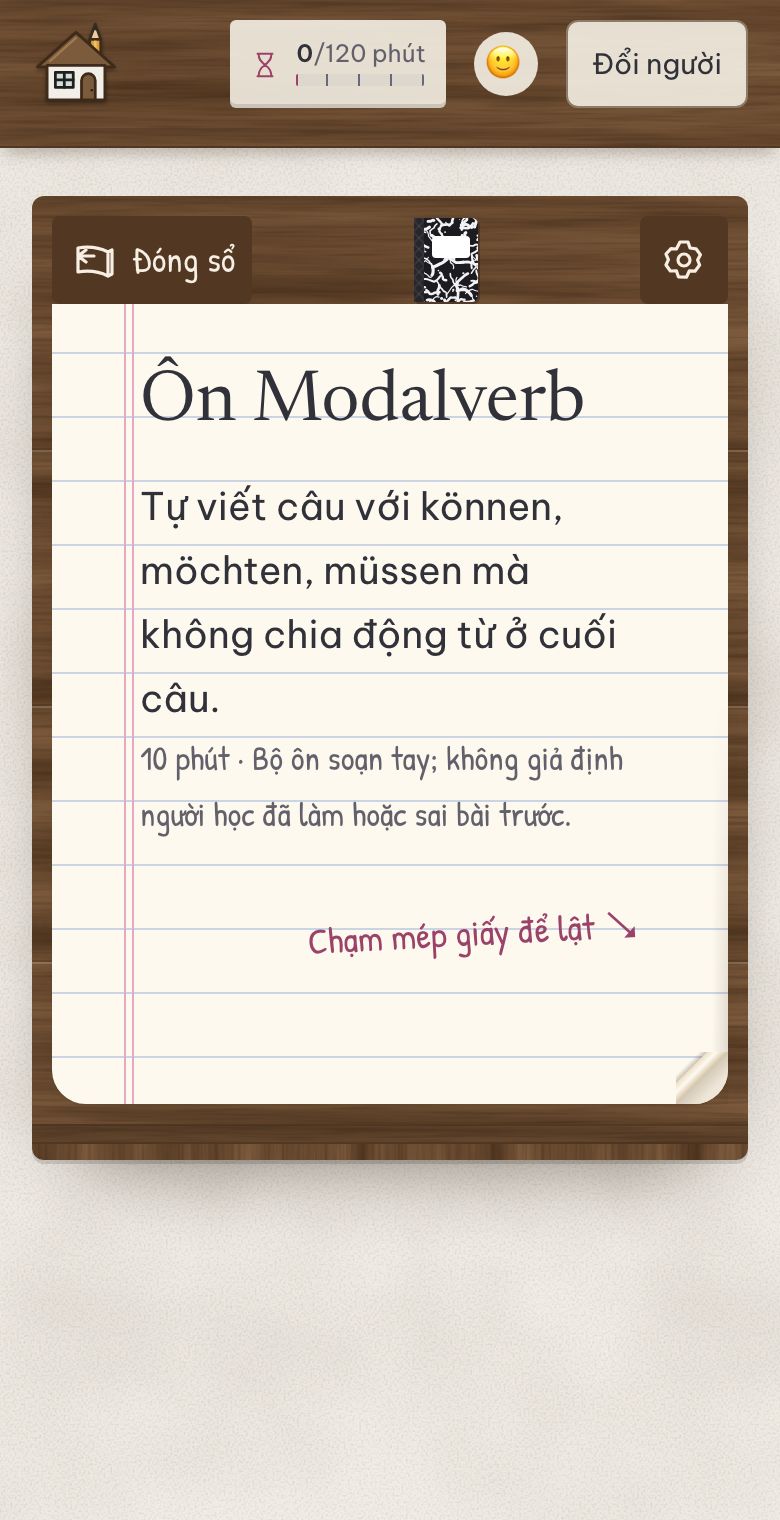 0/120 phút
Đổi người
Đóng sổ
Ôn Modalverb
Tự viết câu với können,
möchten, müssen mà
không chia động từ ở cuối
câu.
10 phút · Bộ ôn soạn tay; không giả định
người học đã làm hoặc sai bài trước.
Chạm mép giấy để lật ↘